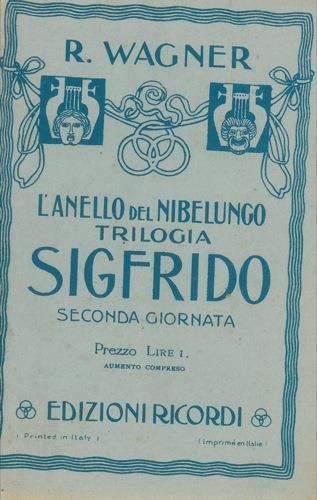 R. WAGNER
L'ANELLO DEL NIBELUNGO
TRILOGIA
SIGFRIDO
SECONDA GIORNATA
Prezzo LIRE 1.
AUMENTO COMPRESO
EDIZIONI RICORDI
( Printed in Italy )
( Imprimé en Italie )